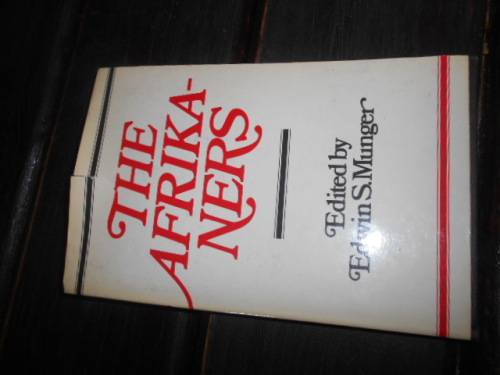 THE
AFRIKA-
NERS
Edited by
Edwin S. Munger